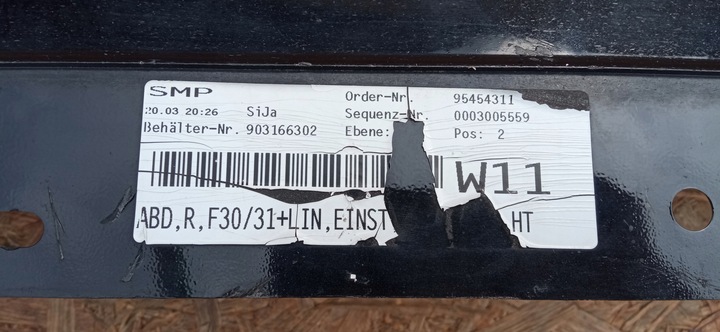 SMP Order-Nr. 95454311
20.03 20:26 SiJa Sequenz-Nr. 0003005559
Behälter-Nr. 903166302 Ebene: Pos: 2
W11
ABD,R,F30/31+LIN,EINST HT